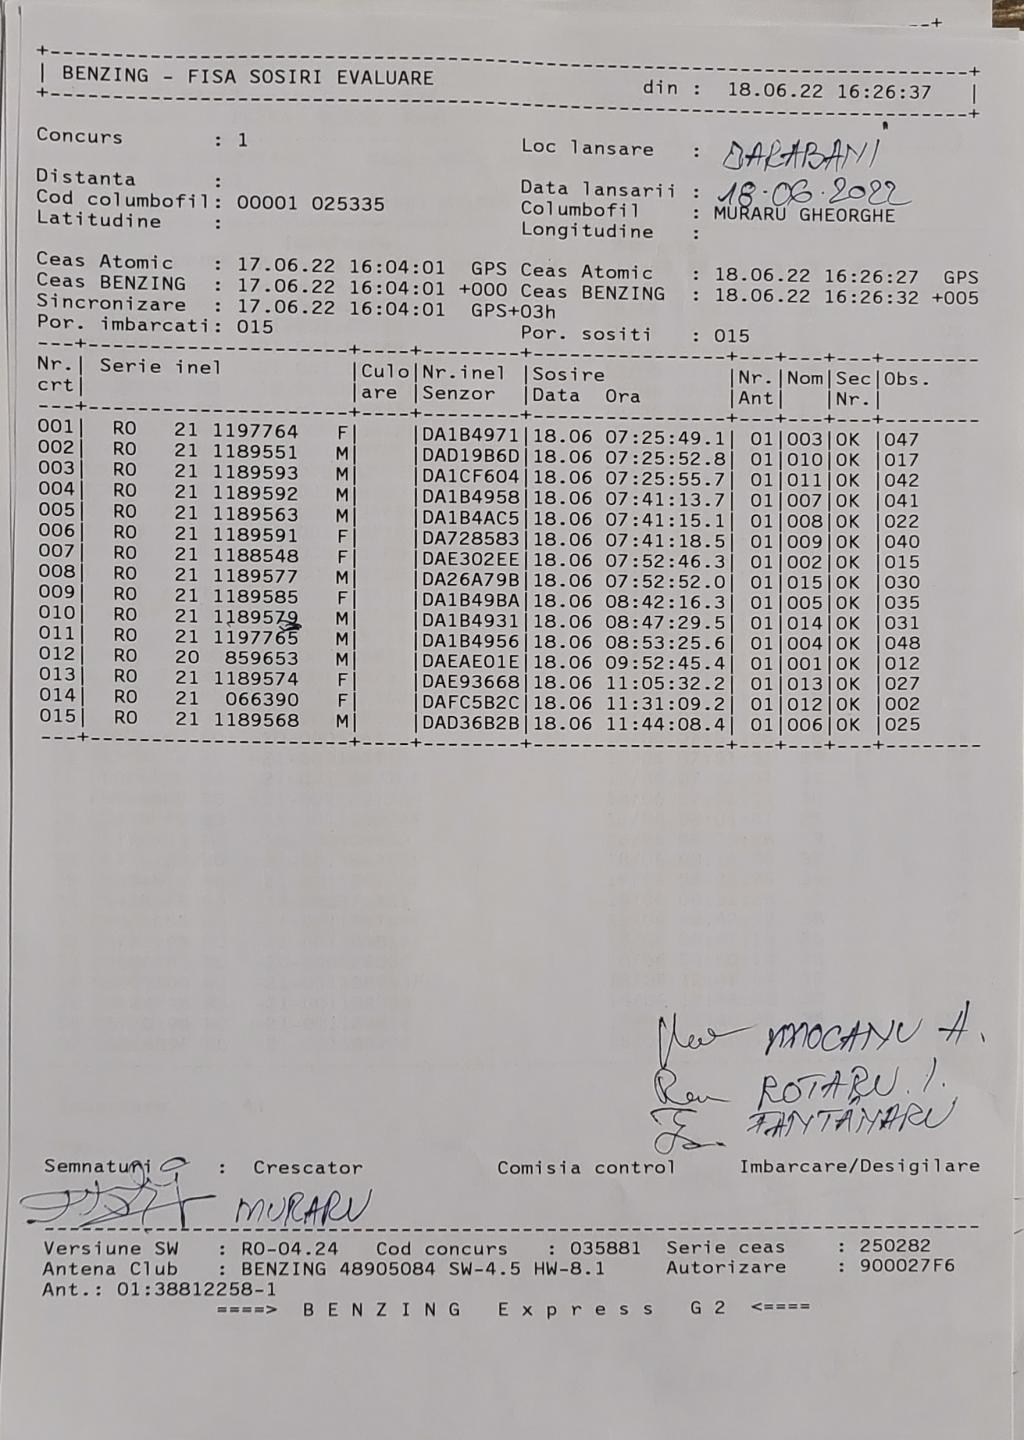 BENZING - FISA SOSIRI EVALUARE din : 18.06.22 16:26:37
Concurs : 1 Loc lansare : DARABANI
Distanta : Data lansarii : 18.06.2022
Cod columbofil: 00001 025335 Columbofil : MURARU GHEORGHE
Latitudine : Longitudine :
Ceas Atomic : 17.06.22 16:04:01 GPS Ceas Atomic : 18.06.22 16:26:27 GPS
Ceas BENZING : 17.06.22 16:04:01 +000 Ceas BENZING : 18.06.22 16:26:32 +005
Sincronizare : 17.06.22 16:04:01 GPS+03h
Por. imbarcati: 015 Por. sositi : 015
Nr.| Serie inel |Culo|Nr.inel |Sosire |Nr.|Nom|Sec|Obs.
crt| |are |Senzor |Data Ora |Ant| |Nr.|
001| RO 21 1197764 F| |DA1B4971|18.06 07:25:49.1| 01|003|OK |047
002| RO 21 1189551 M| |DAD19B6D|18.06 07:25:52.8| 01|010|OK |017
003| RO 21 1189593 M| |DA1CF604|18.06 07:25:55.7| 01|011|OK |042
004| RO 21 1189592 M| |DA1B4958|18.06 07:41:13.7| 01|007|OK |041
005| RO 21 1189563 M| |DA1B4AC5|18.06 07:41:15.1| 01|008|OK |022
006| RO 21 1189591 F| |DA728583|18.06 07:41:18.5| 01|009|OK |040
007| RO 21 1188548 F| |DAE302EE|18.06 07:52:46.3| 01|002|OK |015
008| RO 21 1189577 M| |DA26A79B|18.06 07:52:52.0| 01|015|OK |030
009| RO 21 1189585 F| |DA1B49BA|18.06 08:42:16.3| 01|005|OK |035
010| RO 21 1189579 M| |DA1B4931|18.06 08:47:29.5| 01|014|OK |031
011| RO 21 1197765 M| |DA1B4956|18.06 08:53:25.6| 01|004|OK |048
012| RO 20 859653 M| |DAEAE01E|18.06 09:52:45.4| 01|001|OK |012
013| RO 21 1189574 F| |DAE93668|18.06 11:05:32.2| 01|013|OK |027
014| RO 21 066390 F| |DAFC5B2C|18.06 11:31:09.2| 01|012|OK |002
015| RO 21 1189568 M| |DAD36B2B|18.06 11:44:08.4| 01|006|OK |025
MOCANU A.
ROTARU I.
FANTÂNARU
Semnaturi : Crescator Comisia control Imbarcare/Desigilare
MURARU
Versiune SW : RO-04.24 Cod concurs : 035881 Serie ceas : 250282
Antena Club : BENZING 48905084 SW-4.5 HW-8.1 Autorizare : 900027F6
Ant.: 01:38812258-1
====> B E N Z I N G E x p r e s s G 2 <====